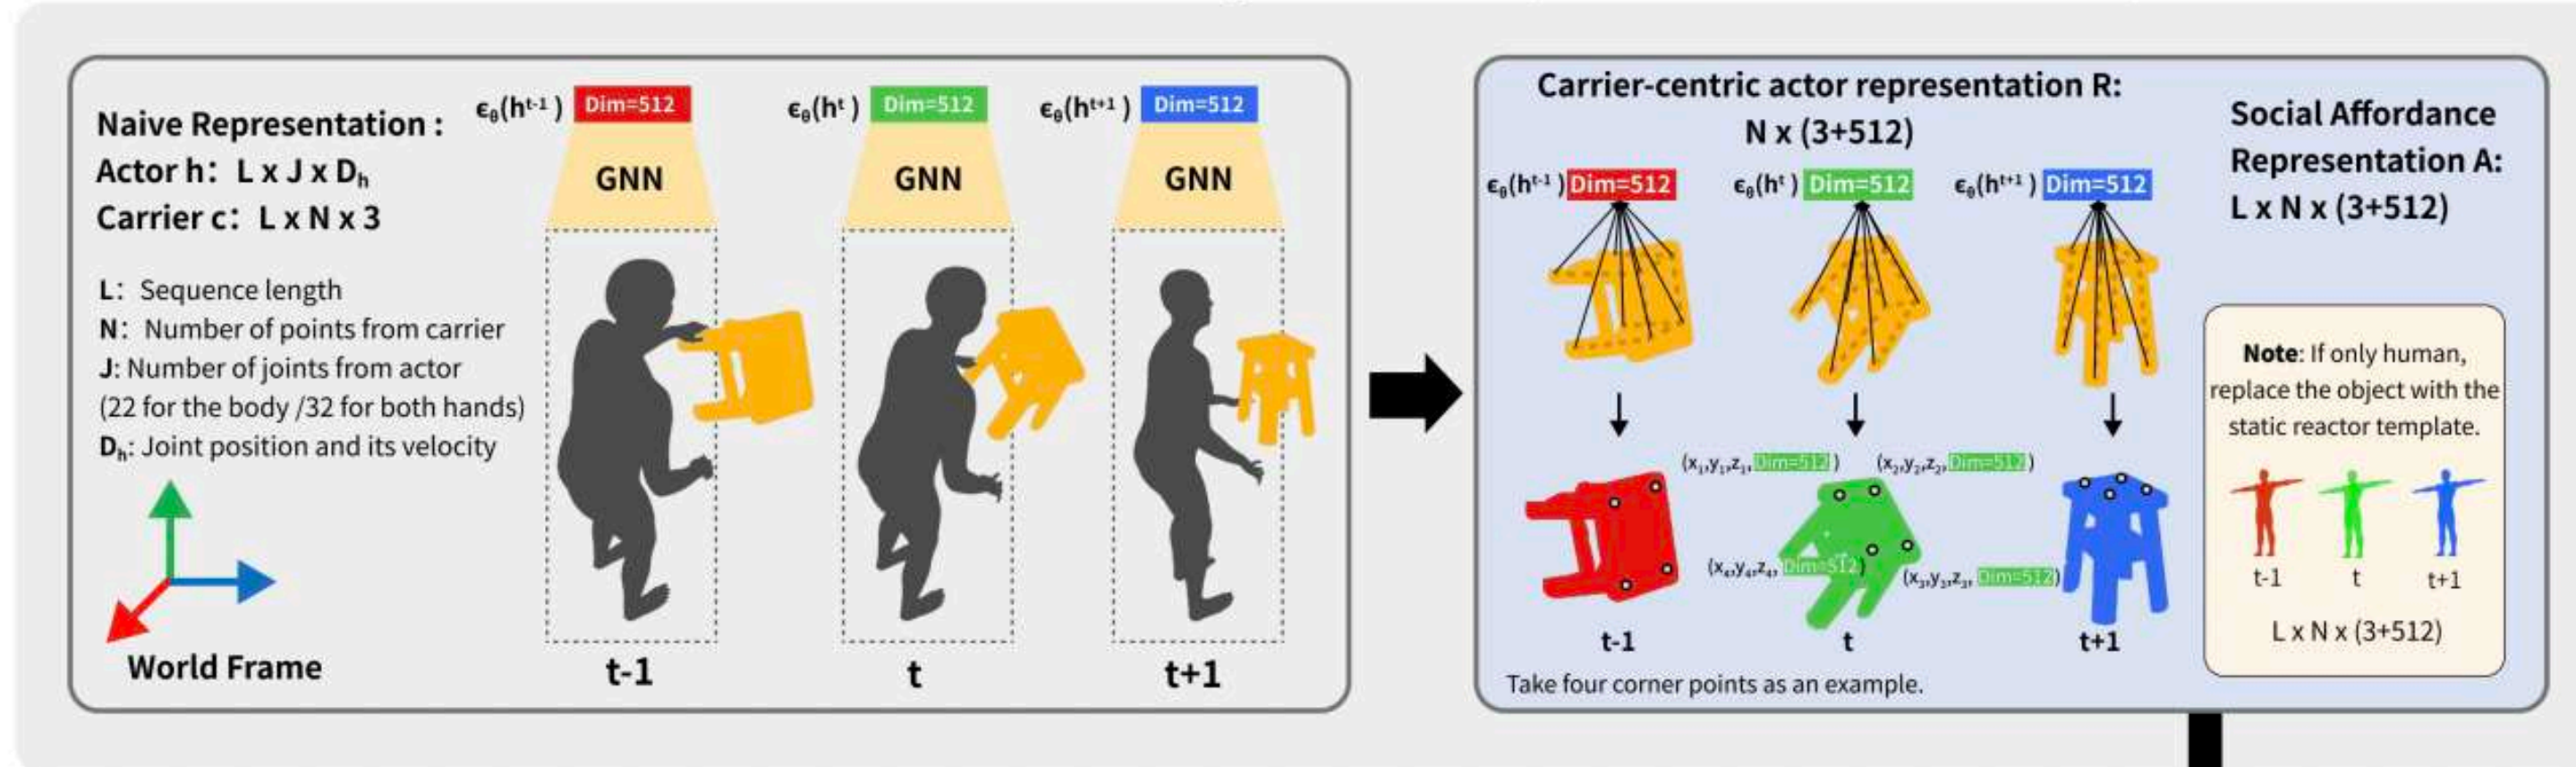 Naive Representation :
Actor h: L x J x Dₕ
Carrier c: L x N x 3
L: Sequence length
N: Number of points from carrier
J: Number of joints from actor
(22 for the body /32 for both hands)
Dₕ: Joint position and its velocity
World Frame
ϵθ(hᵗ⁻¹ ) Dim=512
ϵθ(hᵗ ) Dim=512
ϵθ(hᵗ⁺¹ ) Dim=512
GNN
GNN
GNN
t-1
t
t+1
Carrier-centric actor representation R:
N x (3+512)
ϵθ(hᵗ⁻¹ ) Dim=512
ϵθ(hᵗ ) Dim=512
ϵθ(hᵗ⁺¹ ) Dim=512
(x₁,y₁,z₁, Dim=512 )
(x₂,y₂,z₂, Dim=512 )
(x₄,y₄,z₄, Dim=512 )
(x₃,y₃,z₃, Dim=512 )
t-1
t
t+1
Take four corner points as an example.
Social Affordance
Representation A:
L x N x (3+512)
Note: If only human,
replace the object with the
static reactor template.
t-1
t
t+1
L x N x (3+512)